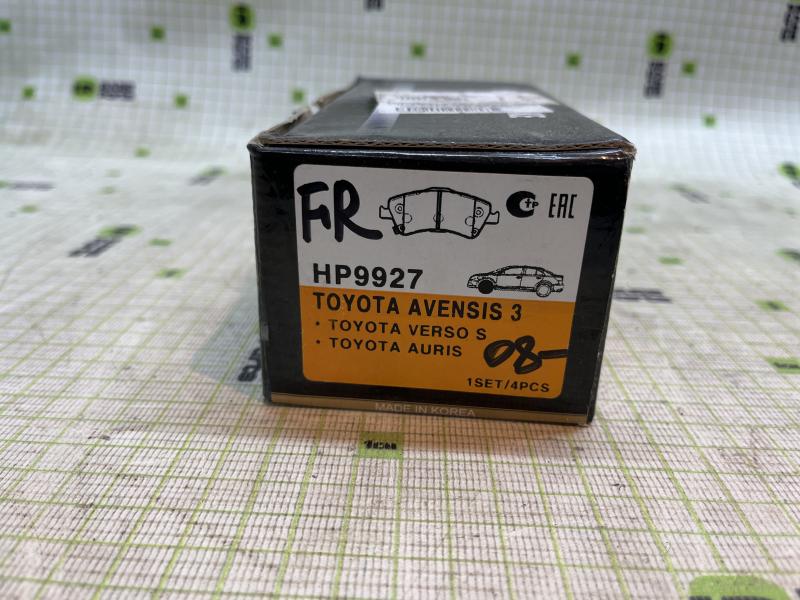 FR
EAC
HP9927
TOYOTA AVENSIS 3
· TOYOTA VERSO S
· TOYOTA AURIS
08-
1SET/4PCS
MADE IN KOREA